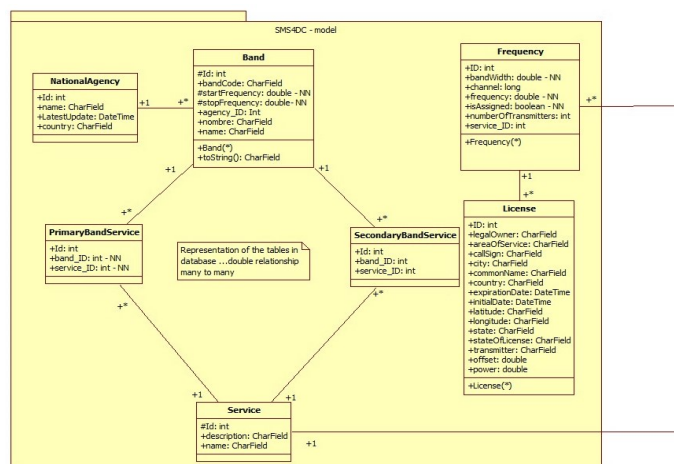 SMS4DC - model
Band
#Id: int
+bandCode: CharField
#startFrequency: double - NN
#stopFrequency: double- NN
+agency_ID: Int
+nombre: CharField
+name: CharField
+Band(*)
+toString(): CharField
Frequency
+ID: int
+bandWidth: double - NN
+channel: long
+frequency: double - NN
+isAssigned: boolean - NN
+numberOfTransmitters: int
+service_ID: int
+Frequency(*)
NationalAgency
+Id: int
+name: CharField
+LatestUpdate: DateTime
+country: CharField
+1
+*
+*
+1
+1
+1
+*
+*
+*
PrimaryBandService
+Id: int
+band_ID: int - NN
+service_ID: int - NN
Representation of the tables in
database ...double relationship
many to many
SecondaryBandService
+Id: int
+band_ID: int
+service_ID: int
License
+ID: int
+legalOwner: CharField
+areaOfService: CharField
+callSign: CharField
+city: CharField
+commonName: CharField
+country: CharField
+expirationDate: DateTime
+initialDate: DateTime
+latitude: CharField
+longitude: CharField
+state: CharField
+stateOfLicense: CharField
+transmitter: CharField
+offset: double
+power: double
+License(*)
+*
+*
+1
+1
Service
#Id: int
+description: CharField
+name: CharField
+1